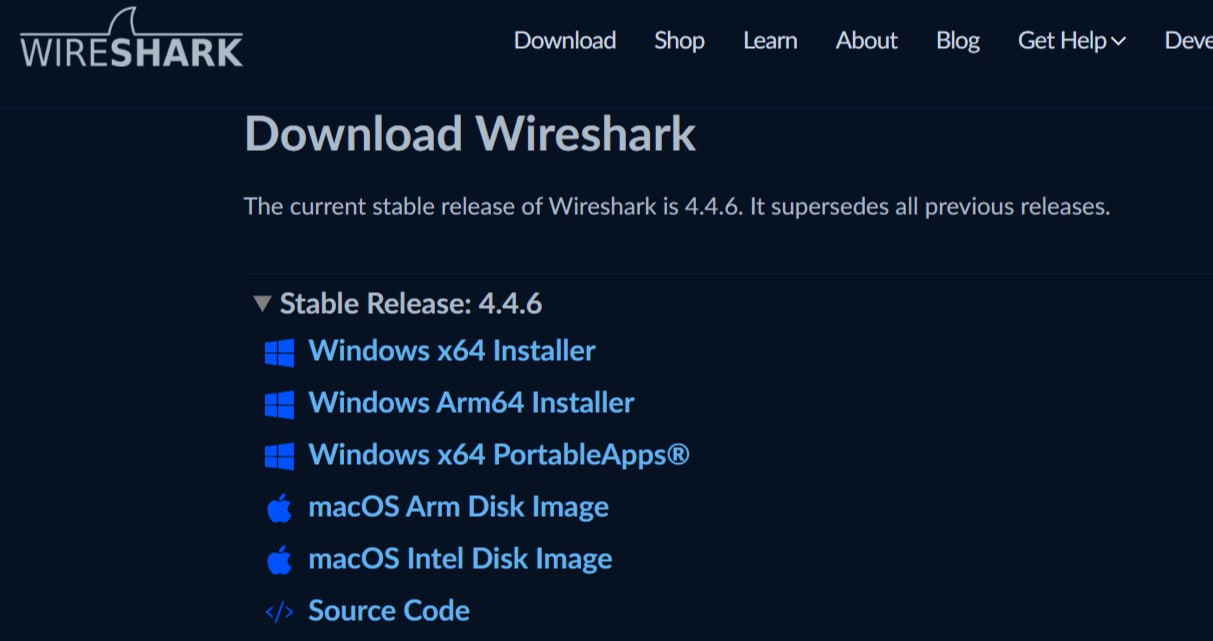 WIRESHARK
Download Shop Learn About Blog Get Help Deve
Download Wireshark
The current stable release of Wireshark is 4.4.6. It supersedes all previous releases.
Stable Release: 4.4.6
Windows x64 Installer
Windows Arm64 Installer
Windows x64 PortableApps®
macOS Arm Disk Image
macOS Intel Disk Image
</> Source Code